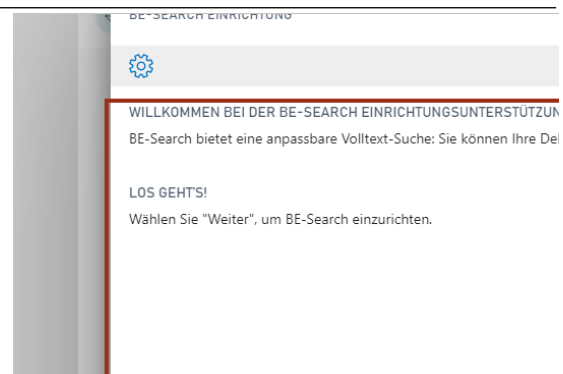 BE-SEARCH EINRICHTUNG
WILLKOMMEN BEI DER BE-SEARCH EINRICHTUNGSUNTERSTÜTZUN
BE-Search bietet eine anpassbare Volltext-Suche: Sie können Ihre
LOS GEHT'S!
Wählen Sie "Weiter", um BE-Search einzurichten.